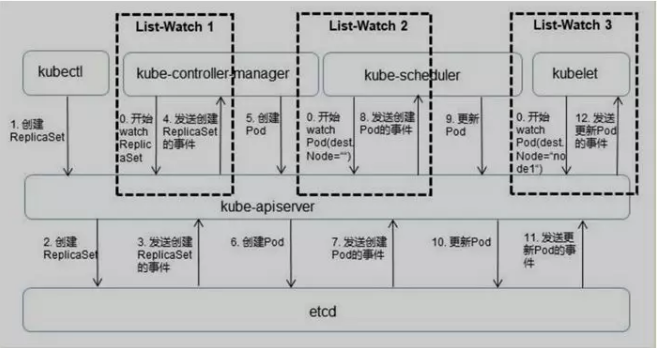 List-Watch 1
List-Watch 2
List-Watch 3
kubectl
kube-controller-manager
kube-scheduler
kubelet
1. 创建
ReplicaSet
0. 开始
watch
Replic
aSet
4. 发送创建
ReplicaSet
的事件
5. 创建
Pod
0. 开始
watch
Pod(dest.
Node="")
8. 发送创建
Pod的事件
9. 更新
Pod
0. 开始
watch
Pod(dest.
Node="no
de1")
12. 发送
更新Pod
的事件
kube-apiserver
2. 创建
ReplicaSet
3. 发送创建
ReplicaSet
的事件
6. 创建Pod
7. 发送创建
Pod的事件
10. 更新Pod
11. 发送更
新Pod的事
件
etcd